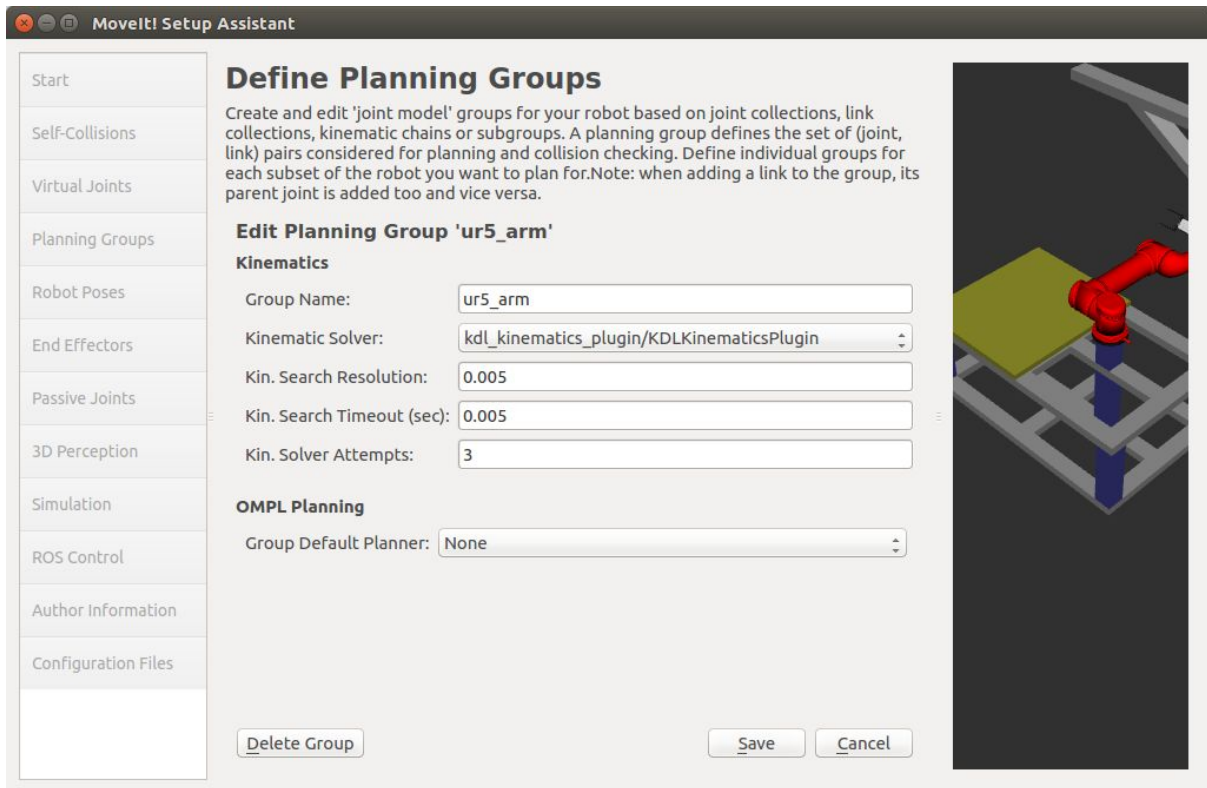 MoveIt! Setup Assistant
Start
Self-Collisions
Virtual Joints
Planning Groups
Robot Poses
End Effectors
Passive Joints
3D Perception
Simulation
ROS Control
Author Information
Configuration Files
Define Planning Groups
Create and edit 'joint model' groups for your robot based on joint collections, link
collections, kinematic chains or subgroups. A planning group defines the set of (joint,
link) pairs considered for planning and collision checking. Define individual groups for
each subset of the robot you want to plan for.Note: when adding a link to the group, its
parent joint is added too and vice versa.
Edit Planning Group 'ur5_arm'
Kinematics
Group Name: ur5_arm
Kinematic Solver: kdl_kinematics_plugin/KDLKinematicsPlugin
Kin. Search Resolution: 0.005
Kin. Search Timeout (sec): 0.005
Kin. Solver Attempts: 3
OMPL Planning
Group Default Planner: None
Delete Group Save Cancel